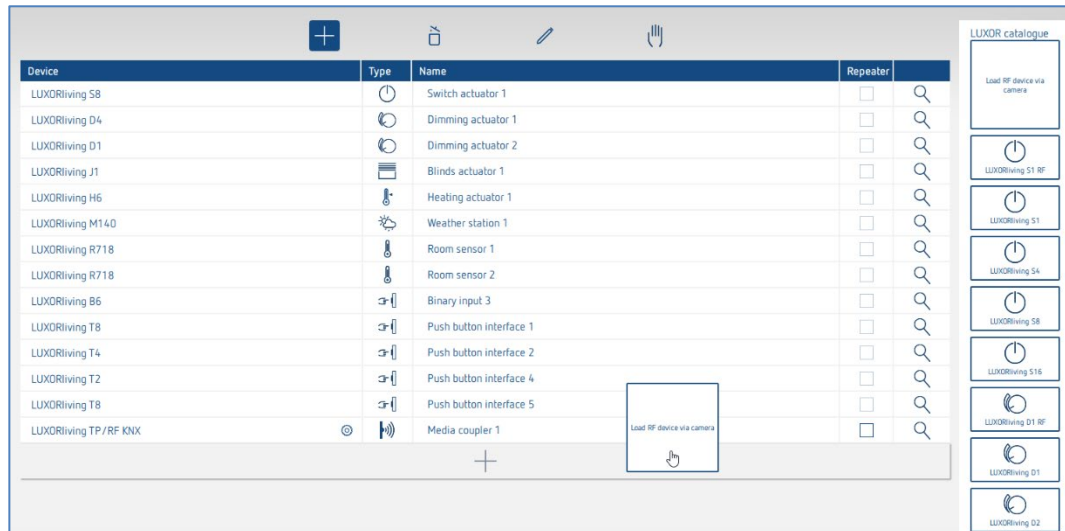 LUXOR catalogue
Device Type Name Repeater
LUXORliving S8 Switch actuator 1
LUXORliving D4 Dimming actuator 1
LUXORliving D1 Dimming actuator 2
LUXORliving J1 Blinds actuator 1
LUXORliving H6 Heating actuator 1
LUXORliving M140 Weather station 1
LUXORliving R718 Room sensor 1
LUXORliving R718 Room sensor 2
LUXORliving B6 Binary input 3
LUXORliving T8 Push button interface 1
LUXORliving T4 Push button interface 2
LUXORliving T2 Push button interface 4
LUXORliving T8 Push button interface 5
LUXORliving TP/RF KNX Media coupler 1
Load RF device via camera
Load RF device via
camera
LUXORliving S1 RF
LUXORliving S1
LUXORliving S4
LUXORliving S8
LUXORliving S16
LUXORliving D1 RF
LUXORliving D1
LUXORliving D2